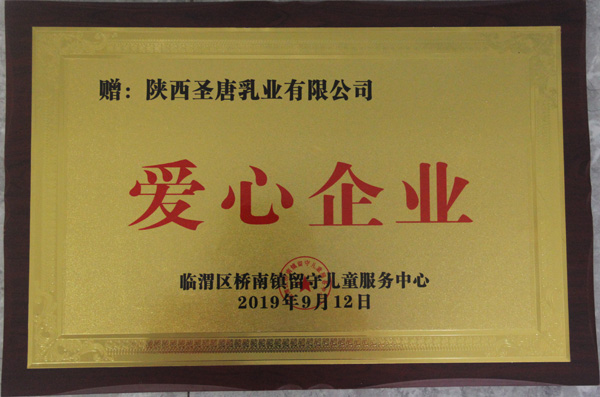 赠：陕西圣唐乳业有限公司
爱心企业
临渭区桥南镇留守儿童服务中心
2019年9月12日